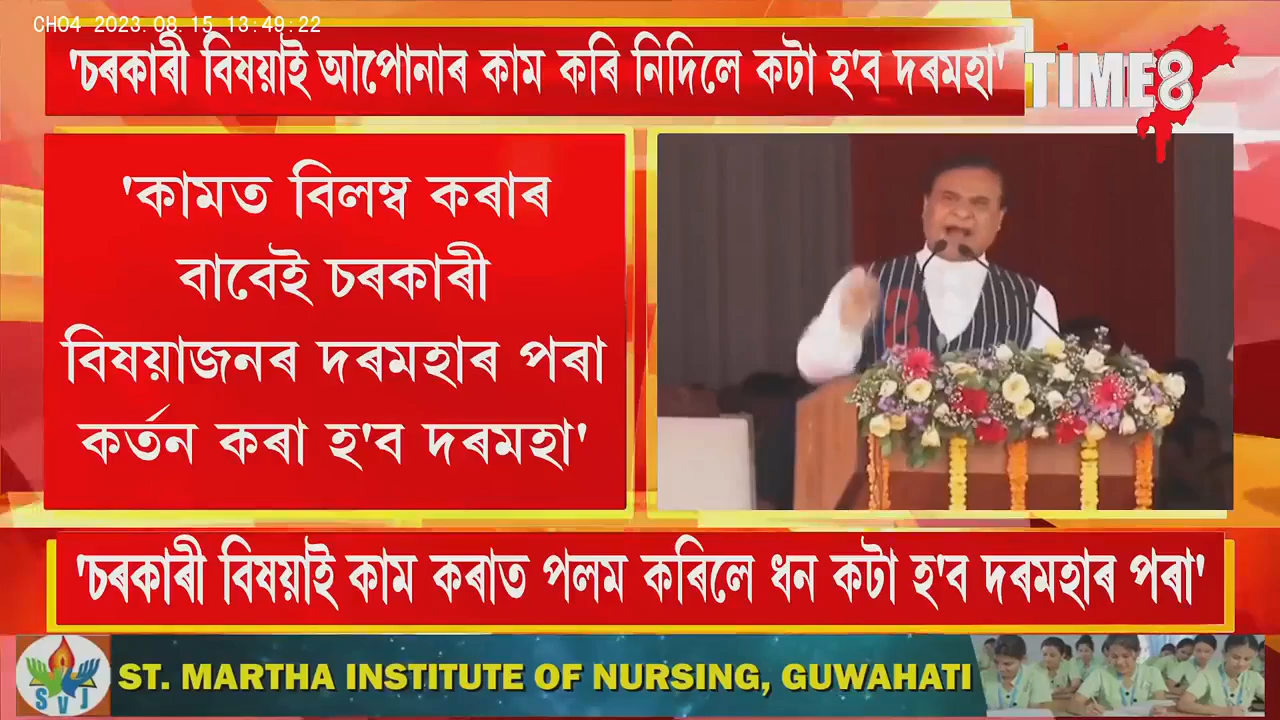 CH04 2023.08.15 13:49:22
'চৰকাৰী বিষয়াই আপোনাৰ কাম কৰি নিদিলে কটা হ'ব দৰমহা'
TIME8
'কামত বিলম্ব কৰাৰ
বাবেই চৰকাৰী
বিষয়াজনৰ দৰমহাৰ পৰা
কৰ্তন কৰা হ'ব দৰমহা'
'চৰকাৰী বিষয়াই কাম কৰাত পলম কৰিলে ধন কটা হ'ব দৰমহাৰ পৰা'
SVJ
ST. MARTHA INSTITUTE OF NURSING, GUWAHATI